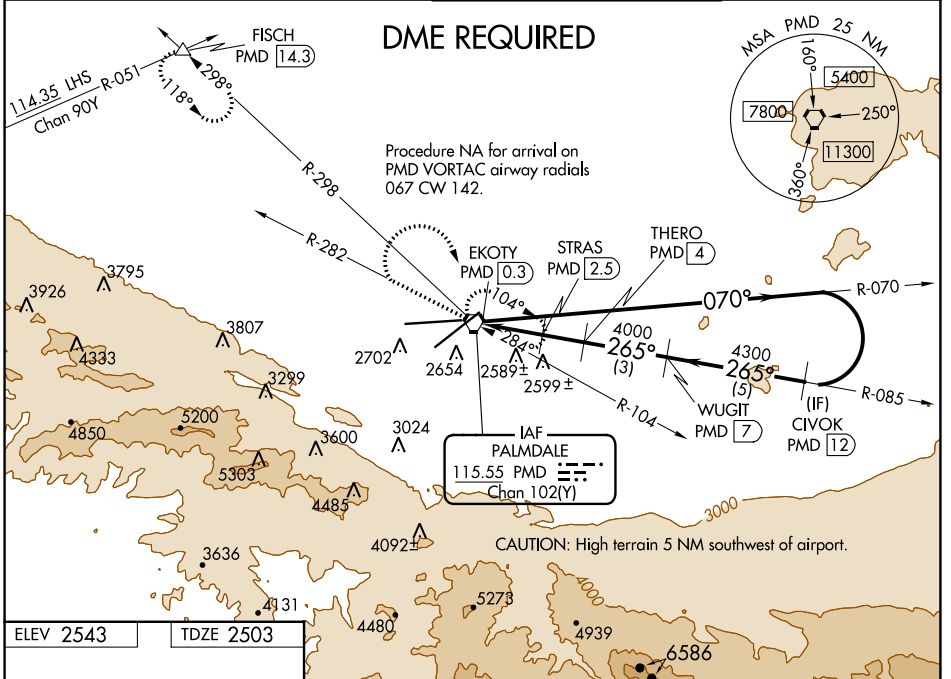 DME REQUIRED
FISCH
PMD 14.3
114.35 LHS R-051
Chan 90Y
298°
118°
MSA PMD 25 NM
160°
5400
7800
250°
11300
360°
Procedure NA for arrival on
PMD VORTAC airway radials
067 CW 142.
R-298
R-282
EKOTY
PMD 0.3
STRAS
PMD 2.5
THERO
PMD 4
104°
070°
R-070
284°
4000
265°
(3)
4300
265°
(5)
R-085
R-104
WUGIT
PMD 7
(IF)
CIVOK
PMD 12
3795
3926
4333
3807
3299
2702
2654
2589±
2599±
4850
5200
5303
3600
3024
4485
4092±
IAF
PALMDALE
115.55 PMD
Chan 102(Y)
3000
CAUTION: High terrain 5 NM southwest of airport.
3636
4131
4480
5273
4000
4939
6586
ELEV 2543
TDZE 2503